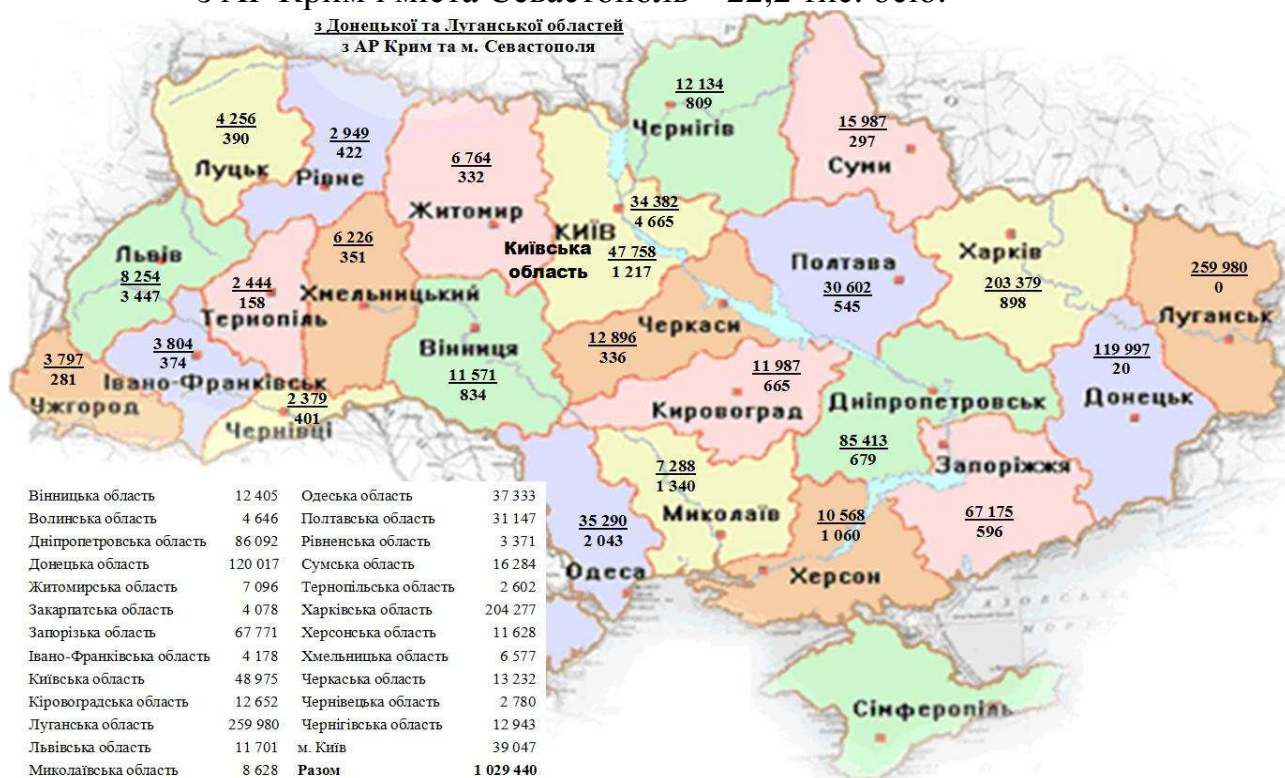 з АР Крим і міста Севастополь – 22,2 тис. осіб.
з Донецької та Луганської областей
з АР Крим та м. Севастополя
12 134
809
Чернігів
15 987
297
Суми
4 256
390
Луцьк
2 949
422
Рівне
6 764
332
Житомир
34 382
4 665
КИЇВ
Київська
область
47 758
1 217
Полтава
30 602
545
Харків
203 379
898
259 980
0
Луганськ
Львів
8 254
3 447
6 226
351
Хмельницький
2 444
158
Тернопіль
Черкаси
12 896
336
Вінниця
11 571
834
3 804
374
Івано-Франківськ
3 797
281
Ужгород
2 379
401
Чернівці
11 987
665
Кировоград
Дніпропетровськ
85 413
679
119 997
20
Донецьк
Запоріжжя
67 175
596
7 288
1 340
Миколаїв
10 568
1 060
Херсон
35 290
2 043
Одеса
Сімферопіль
Вінницька область 12 405 Одеська область 37 333
Волинська область 4 646 Полтавська область 31 147
Дніпропетровська область 86 092 Рівненська область 3 371
Донецька область 120 017 Сумська область 16 284
Житомирська область 7 096 Тернопільська область 2 602
Закарпатська область 4 078 Харківська область 204 277
Запорізька область 67 771 Херсонська область 11 628
Івано-Франківська область 4 178 Хмельницька область 6 577
Київська область 48 975 Черкаська область 13 232
Кіровоградська область 12 652 Чернівецька область 2 780
Луганська область 259 980 Чернігівська область 12 943
Львівська область 11 701 м. Київ 39 047
Миколаївська область 8 628 Разом 1 029 440